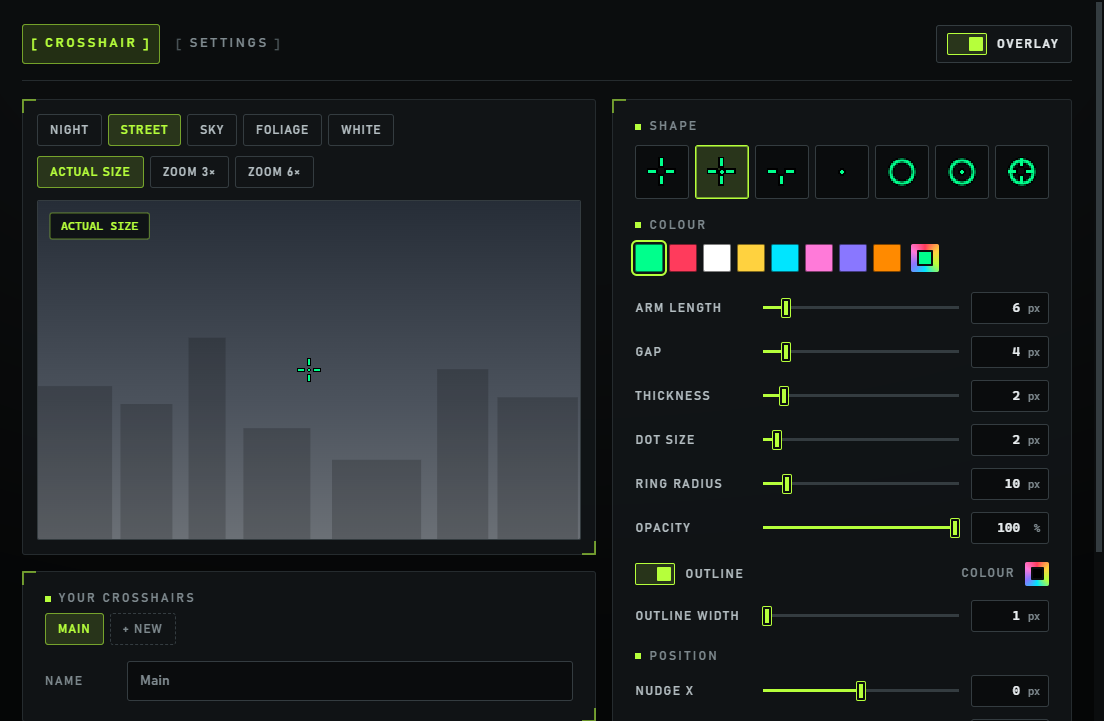 [ CROSSHAIR ] [ SETTINGS ] OVERLAY
NIGHT STREET SKY FOLIAGE WHITE
ACTUAL SIZE ZOOM 3× ZOOM 6×
ACTUAL SIZE
YOUR CROSSHAIRS
MAIN + NEW
NAME Main
SHAPE
COLOUR
ARM LENGTH 6 px
GAP 4 px
THICKNESS 2 px
DOT SIZE 2 px
RING RADIUS 10 px
OPACITY 100 %
OUTLINE COLOUR
OUTLINE WIDTH 1 px
POSITION
NUDGE X 0 px